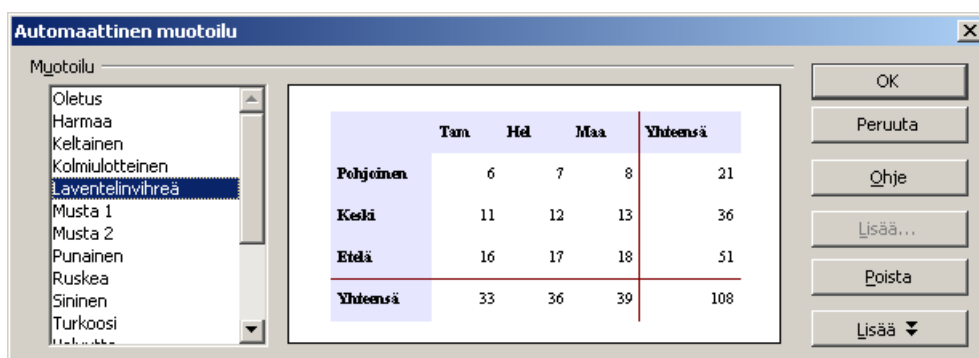 Automaattinen muotoilu
Muotoilu
Oletus
Harmaa
Keltainen
Kolmiulotteinen
Laventelinvihreä
Musta 1
Musta 2
Punainen
Ruskea
Sininen
Turkoosi
Tam Hel Maa Yhteensä
Pohjoinen 6 7 8 21
Keski 11 12 13 36
Etelä 16 17 18 51
Yhteensä 33 36 39 108
OK
Peruuta
Ohje
Lisää...
Poista
Lisää